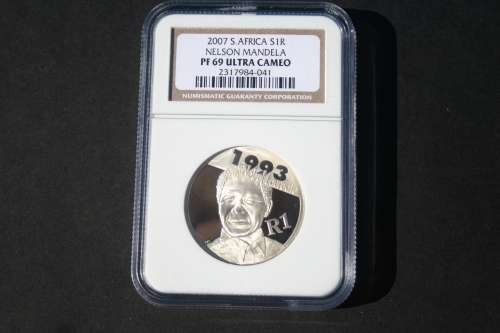 2007 S.AFRICA S1R
NELSON MANDELA
PF 69 ULTRA CAMEO
2317984-041
NUMISMATIC GUARANTY CORPORATION
1993
R1